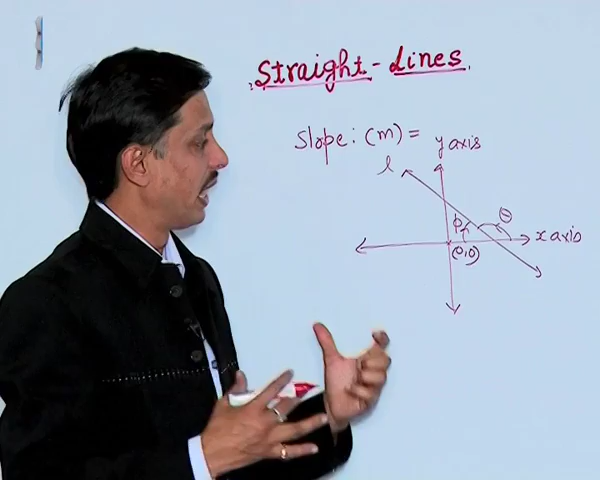 Straight-Lines
Slope: (m) =
y axis
l
ϕ
θ
x axis
(0,0)